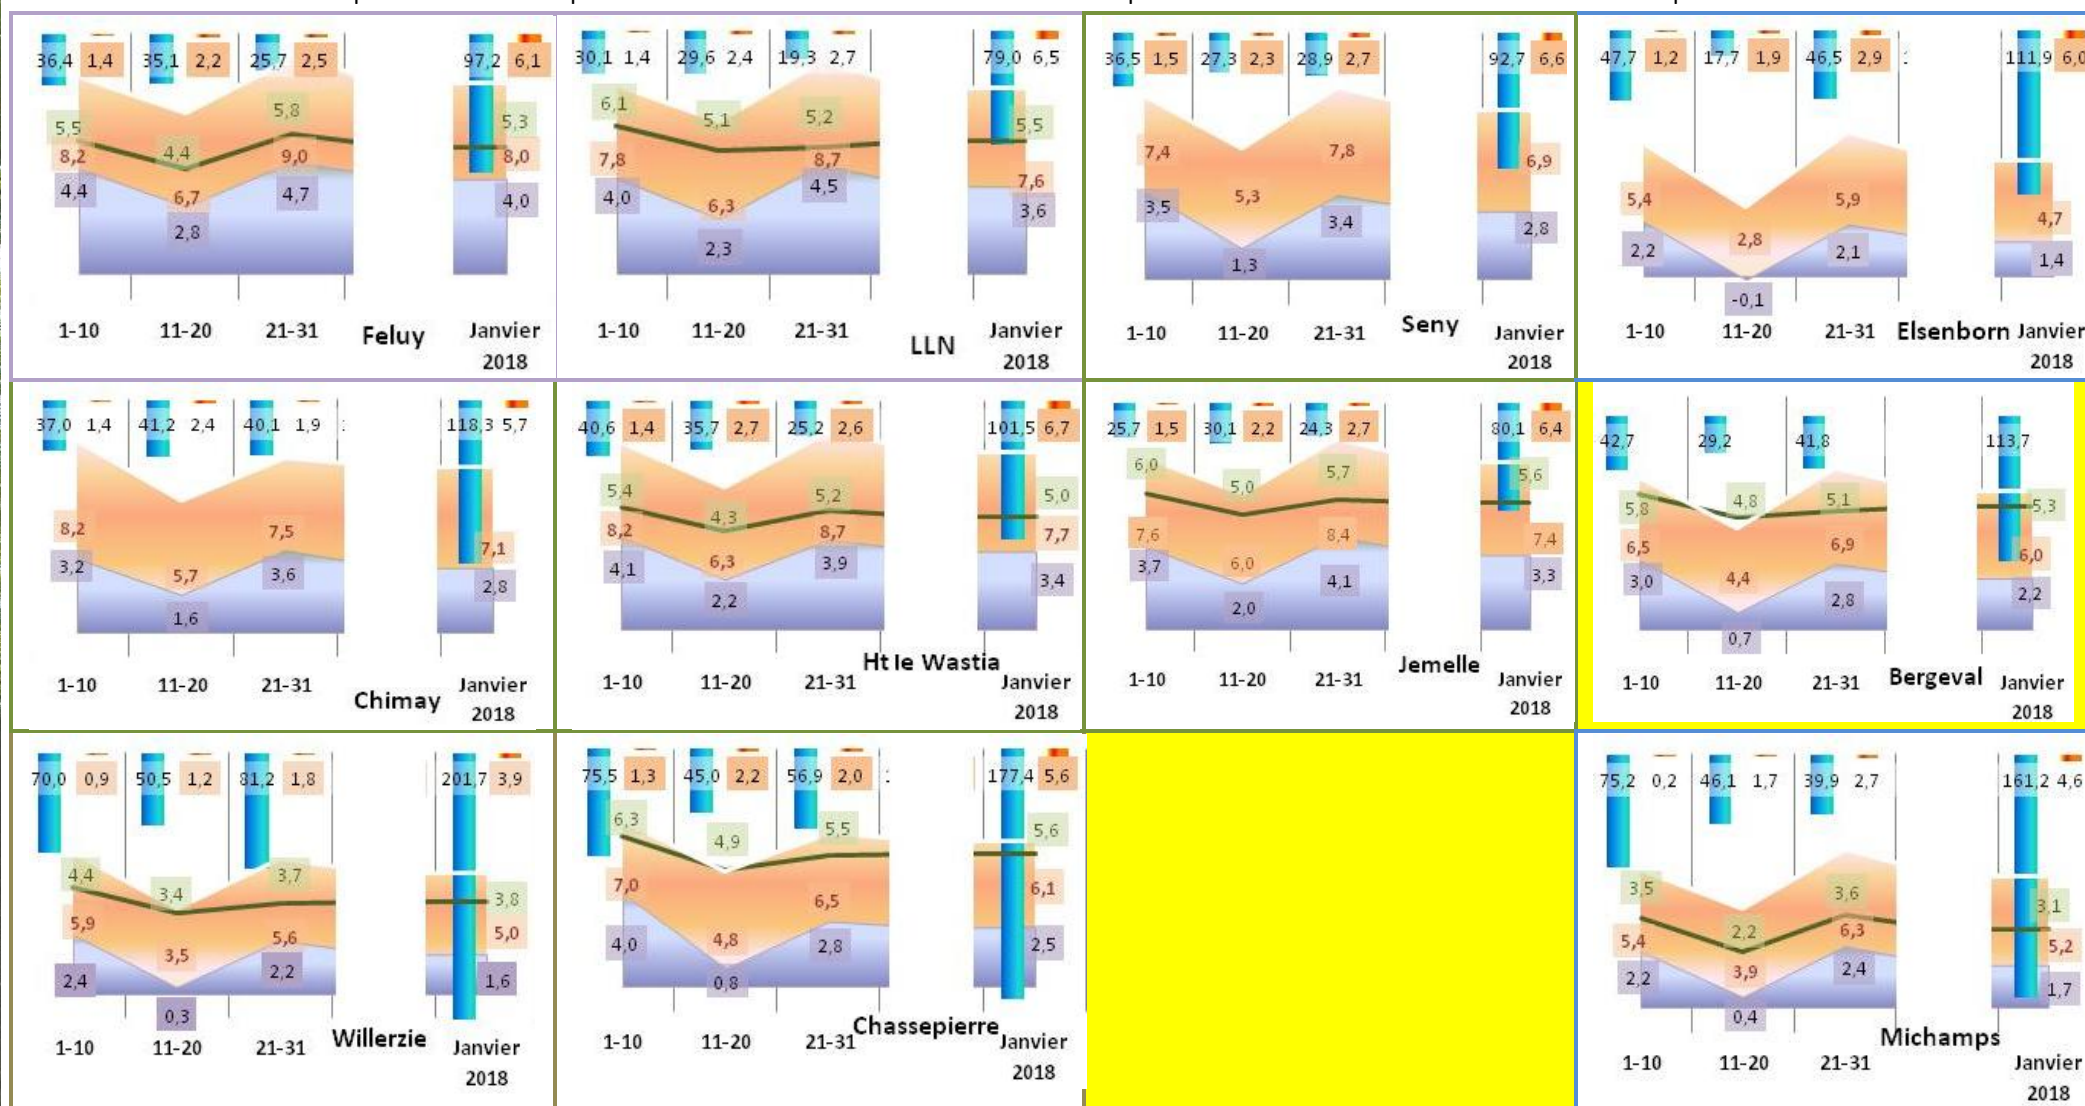 36,4 1,4 35,1 2,2 25,7 2,5 97,2 6,1
5,5 4,4 5,8 5,3
8,2 6,7 9,0 8,0
4,4 2,8 4,7 4,0
1-10 11-20 21-31 Feluy Janvier
2018
30,1 1,4 29,6 2,4 19,3 2,7 79,0 6,5
6,1 5,1 5,2 5,5
7,8 6,3 8,7 7,6
4,0 2,3 4,5 3,6
1-10 11-20 21-31 LLN Janvier
2018
36,5 1,5 27,3 2,3 28,9 2,7 92,7 6,6
7,4 5,3 7,8 6,9
3,5 1,3 3,4 2,8
1-10 11-20 21-31 Seny Janvier
2018
47,7 1,2 17,7 1,9 46,5 2,9 111,9 6,0
5,4 2,8 5,9 4,7
2,2 -0,1 2,1 1,4
1-10 11-20 21-31 Elsenborn Janvier
2018
37,0 1,4 41,2 2,4 40,1 1,9 118,3 5,7
8,2 5,7 7,5 7,1
3,2 1,6 3,6 2,8
1-10 11-20 21-31 Chimay Janvier
2018
40,6 1,4 35,7 2,7 25,2 2,6 101,5 6,7
5,4 4,3 5,2 5,0
8,2 6,3 8,7 7,7
4,1 2,2 3,9 3,4
1-10 11-20 21-31 Ht le Wastia Janvier
2018
25,7 1,5 30,1 2,2 24,3 2,7 80,1 6,4
6,0 5,0 5,7 5,6
7,6 6,0 8,4 7,4
3,7 2,0 4,1 3,3
1-10 11-20 21-31 Jemelle Janvier
2018
42,7 29,2 41,8 113,7
5,8 4,8 5,1 5,3
6,5 4,4 6,9 6,0
3,0 0,7 2,8 2,2
1-10 11-20 21-31 Bergeval Janvier
2018
70,0 0,9 50,5 1,2 81,2 1,8 201,7 3,9
4,4 3,4 3,7 3,8
5,9 3,5 5,6 5,0
2,4 0,3 2,2 1,6
1-10 11-20 21-31 Willerzie Janvier
2018
75,5 1,3 45,0 2,2 56,9 2,0 177,4 5,6
6,3 4,9 5,5 5,6
7,0 4,8 6,5 6,1
4,0 0,8 2,8 2,5
1-10 11-20 21-31 Chassepierre Janvier
2018
75,2 0,2 46,1 1,7 39,9 2,7 161,2 4,6
3,5 2,2 3,6 3,1
5,4 3,9 6,3 5,2
2,2 0,4 2,4 1,7
1-10 11-20 21-31 Michamps Janvier
2018